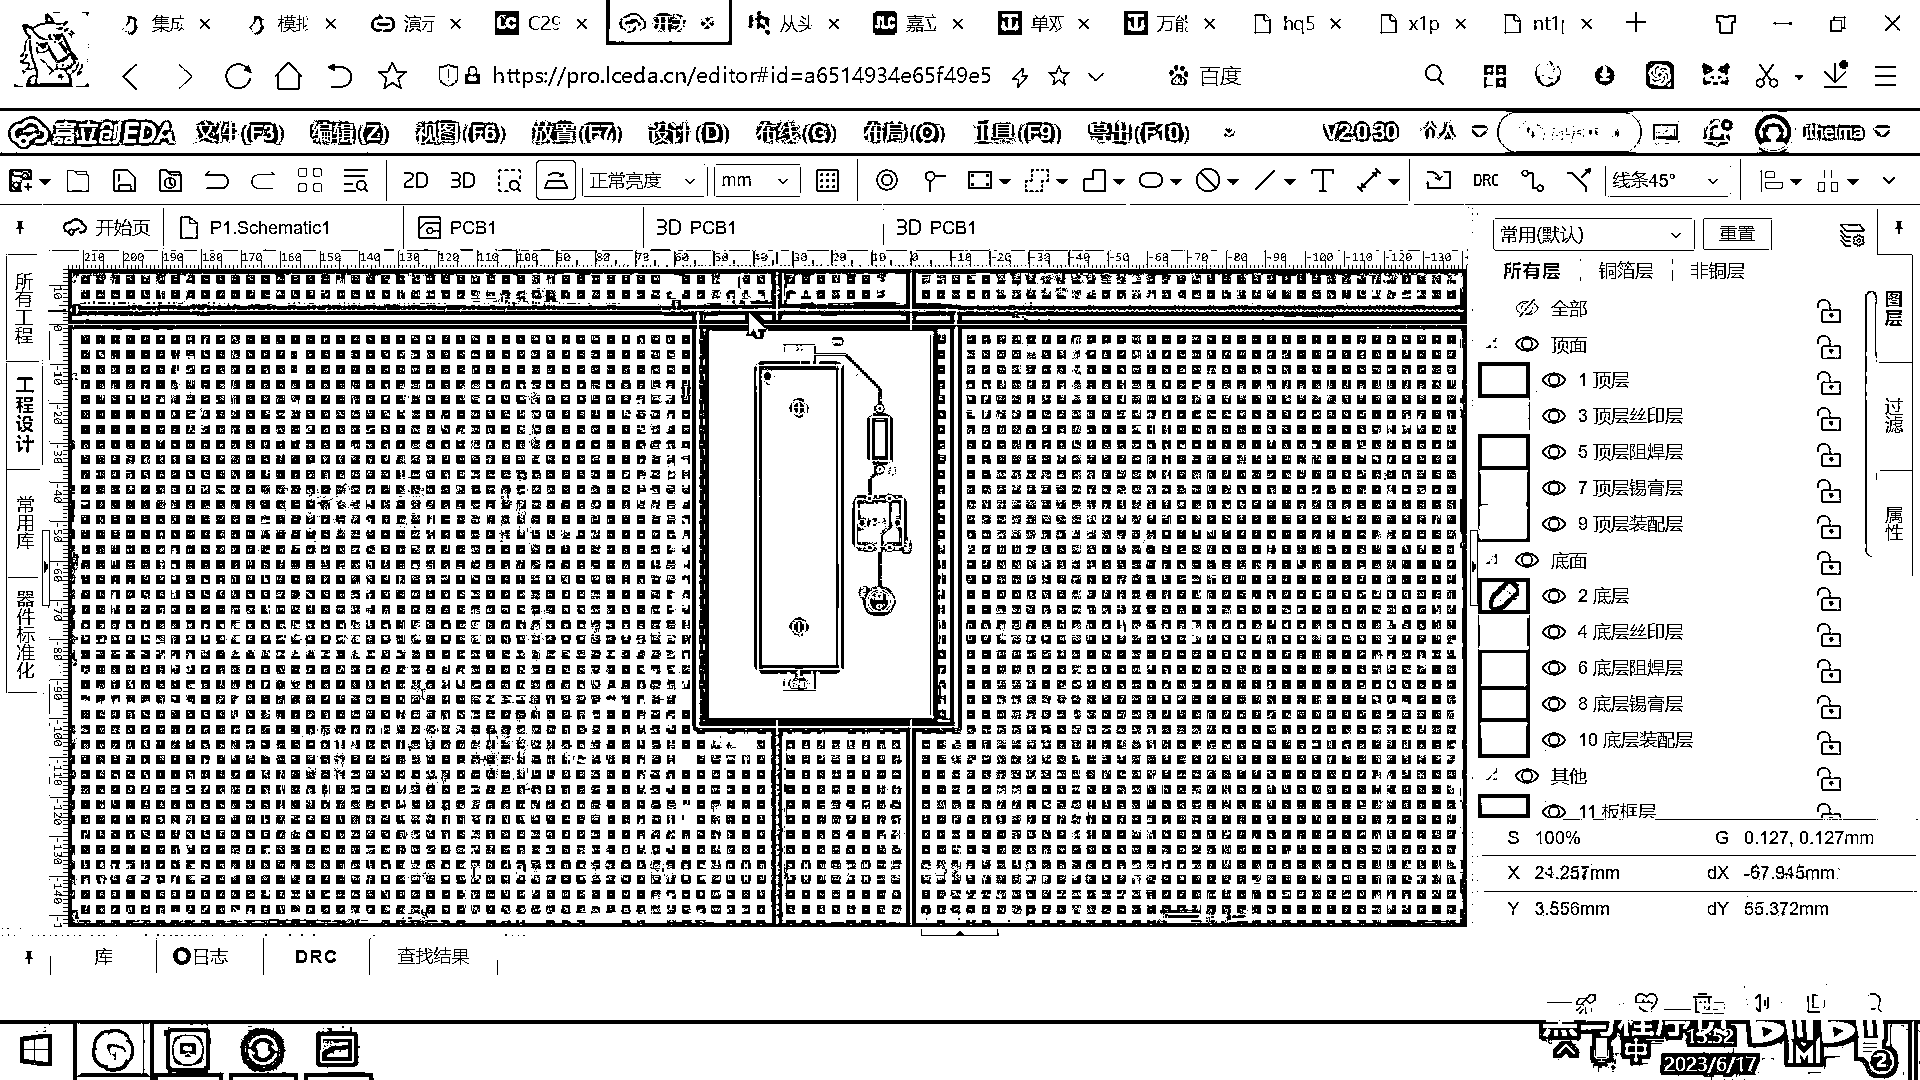 集成 模拟 演示 C29 从头 嘉立 单双 万能 hq5 x1p nt1
https://pro.lceda.cn/editor#id=a6514934e65f49e5 百度
嘉立创EDA 文件(F3) 编辑(Z) 视图(F6) 放置(F7) 设计(D) 布线(G) 布局(O) 工具(F9) 导出(F10) V2.0.30 个人 itheima
2D 3D 正常亮度 mm DRC 线条45°
开始页 P1.Schematic1 PCB1 3D PCB1 3D PCB1
常用(默认) 重置
所有层 铜箔层 非铜层
全部
顶面
1 顶层
3 顶层丝印层
5 顶层阻焊层
7 顶层锡膏层
9 顶层装配层
底面
2 底层
4 底层丝印层
6 底层阻焊层
8 底层锡膏层
10 底层装配层
其他
11 板框层
S 100% G 0.127, 0.127mm
X 24.257mm dX -67.945mm
Y 3.556mm dY 55.372mm
图层
过滤
属性
所有工程
工程设计
常用库
器件标准化
库 日志 DRC 查找结果
中 15:52
2023/6/17 2